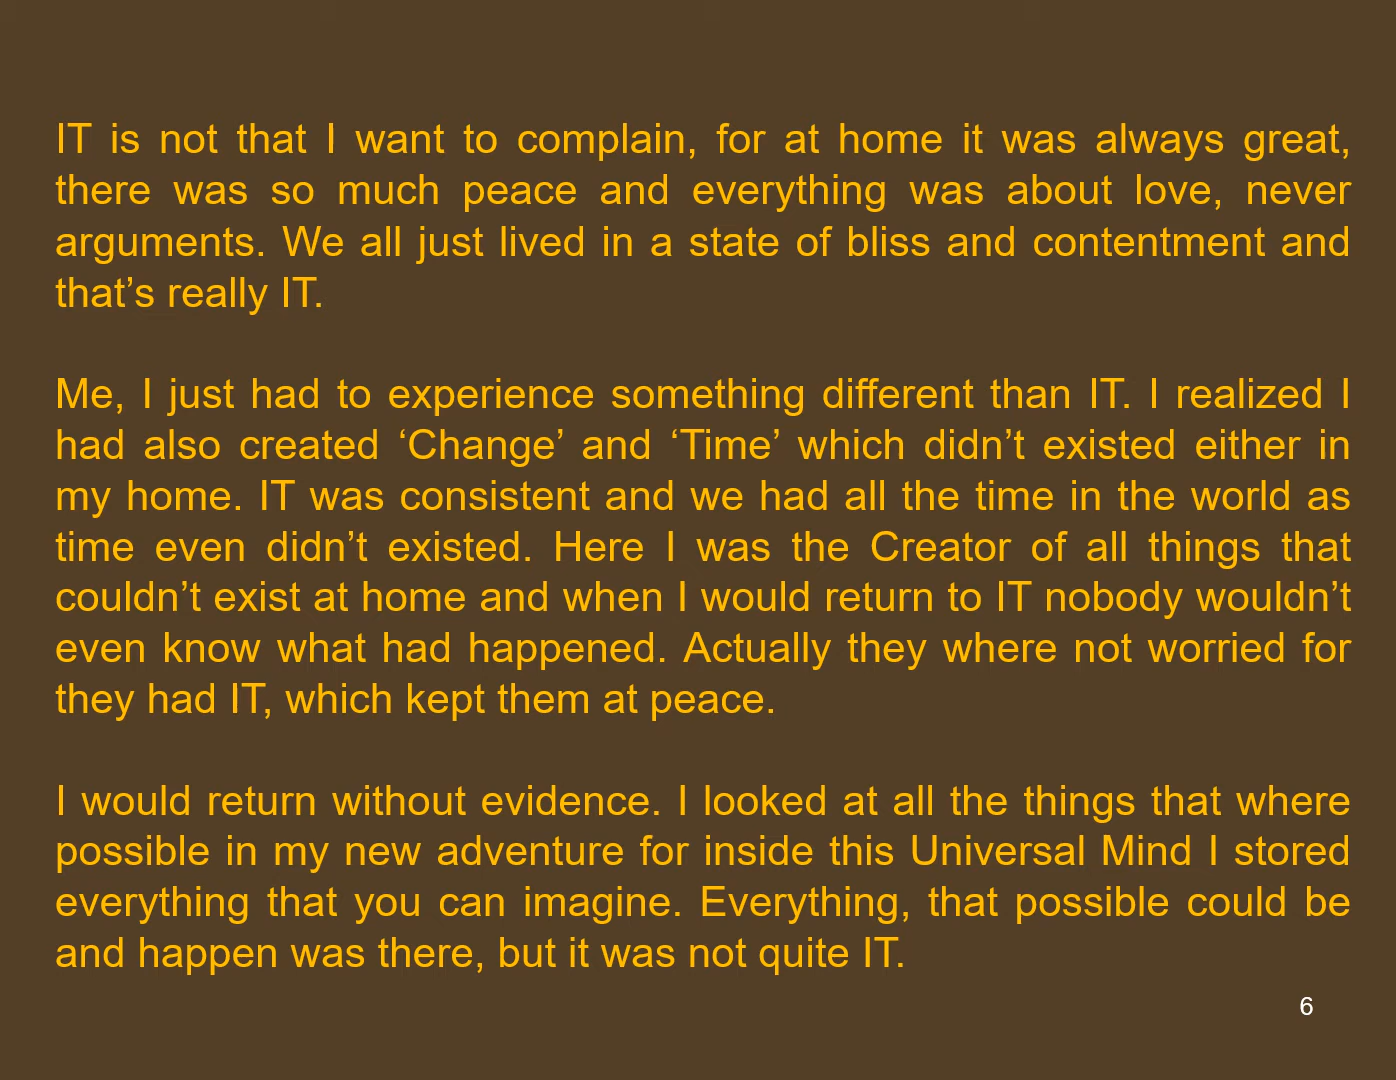 IT is not that I want to complain, for at home it was always great,
there was so much peace and everything was about love, never
arguments. We all just lived in a state of bliss and contentment and
that’s really IT.
Me, I just had to experience something different than IT. I realized I
had also created ‘Change’ and ‘Time’ which didn’t existed either in
my home. IT was consistent and we had all the time in the world as
time even didn’t existed. Here I was the Creator of all things that
couldn’t exist at home and when I would return to IT nobody wouldn’t
even know what had happened. Actually they where not worried for
they had IT, which kept them at peace.
I would return without evidence. I looked at all the things that where
possible in my new adventure for inside this Universal Mind I stored
everything that you can imagine. Everything, that possible could be
and happen was there, but it was not quite IT.
6